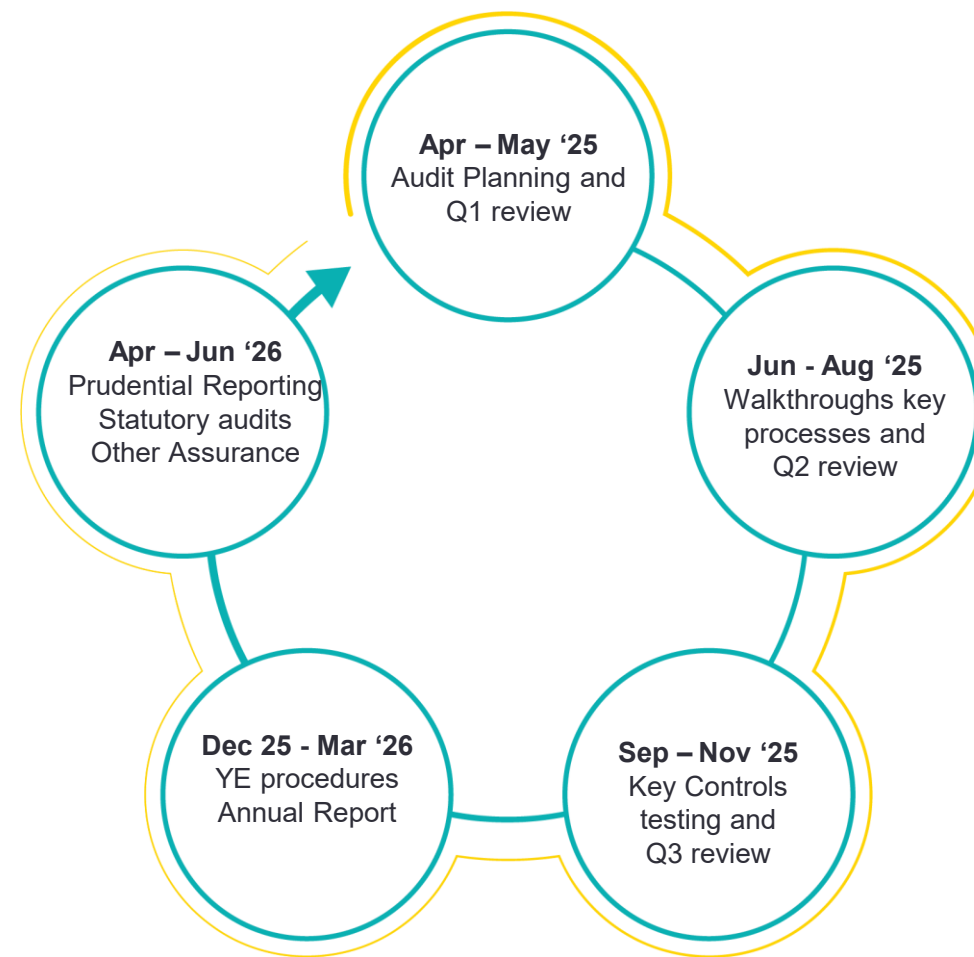 Apr – May ‘25
Audit Planning and
Q1 review
Jun - Aug ‘25
Walkthroughs key
processes and
Q2 review
Sep – Nov ‘25
Key Controls
testing and
Q3 review
Dec 25 - Mar ‘26
YE procedures
Annual Report
Apr – Jun ‘26
Prudential Reporting
Statutory audits
Other Assurance